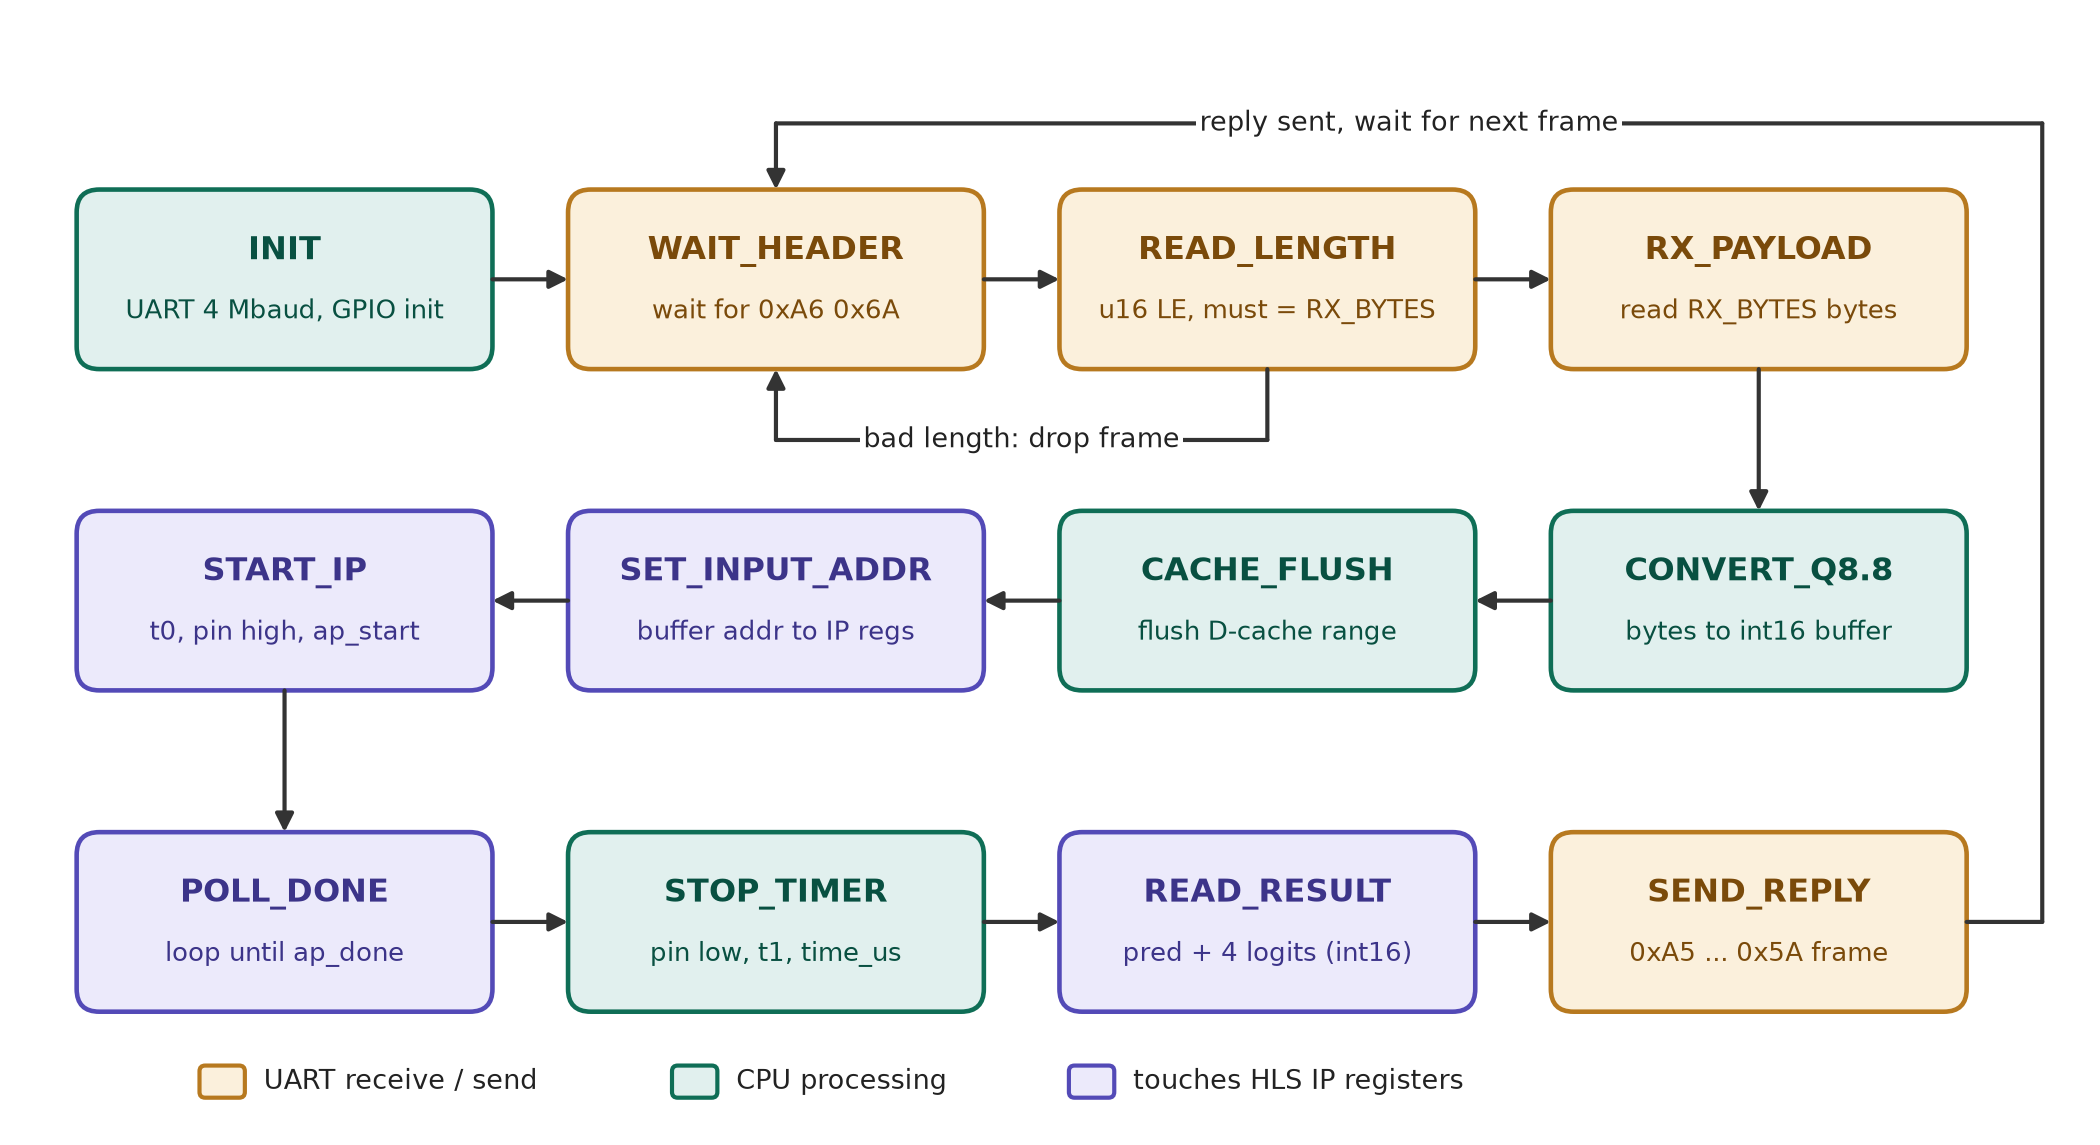 reply sent, wait for next frame
INIT
UART 4 Mbaud, GPIO init
WAIT_HEADER
wait for 0xA6 0x6A
READ_LENGTH
u16 LE, must = RX_BYTES
RX_PAYLOAD
read RX_BYTES bytes
bad length: drop frame
START_IP
t0, pin high, ap_start
SET_INPUT_ADDR
buffer addr to IP regs
CACHE_FLUSH
flush D-cache range
CONVERT_Q8.8
bytes to int16 buffer
POLL_DONE
loop until ap_done
STOP_TIMER
pin low, t1, time_us
READ_RESULT
pred + 4 logits (int16)
SEND_REPLY
0xA5 ... 0x5A frame
UART receive / send
CPU processing
touches HLS IP registers